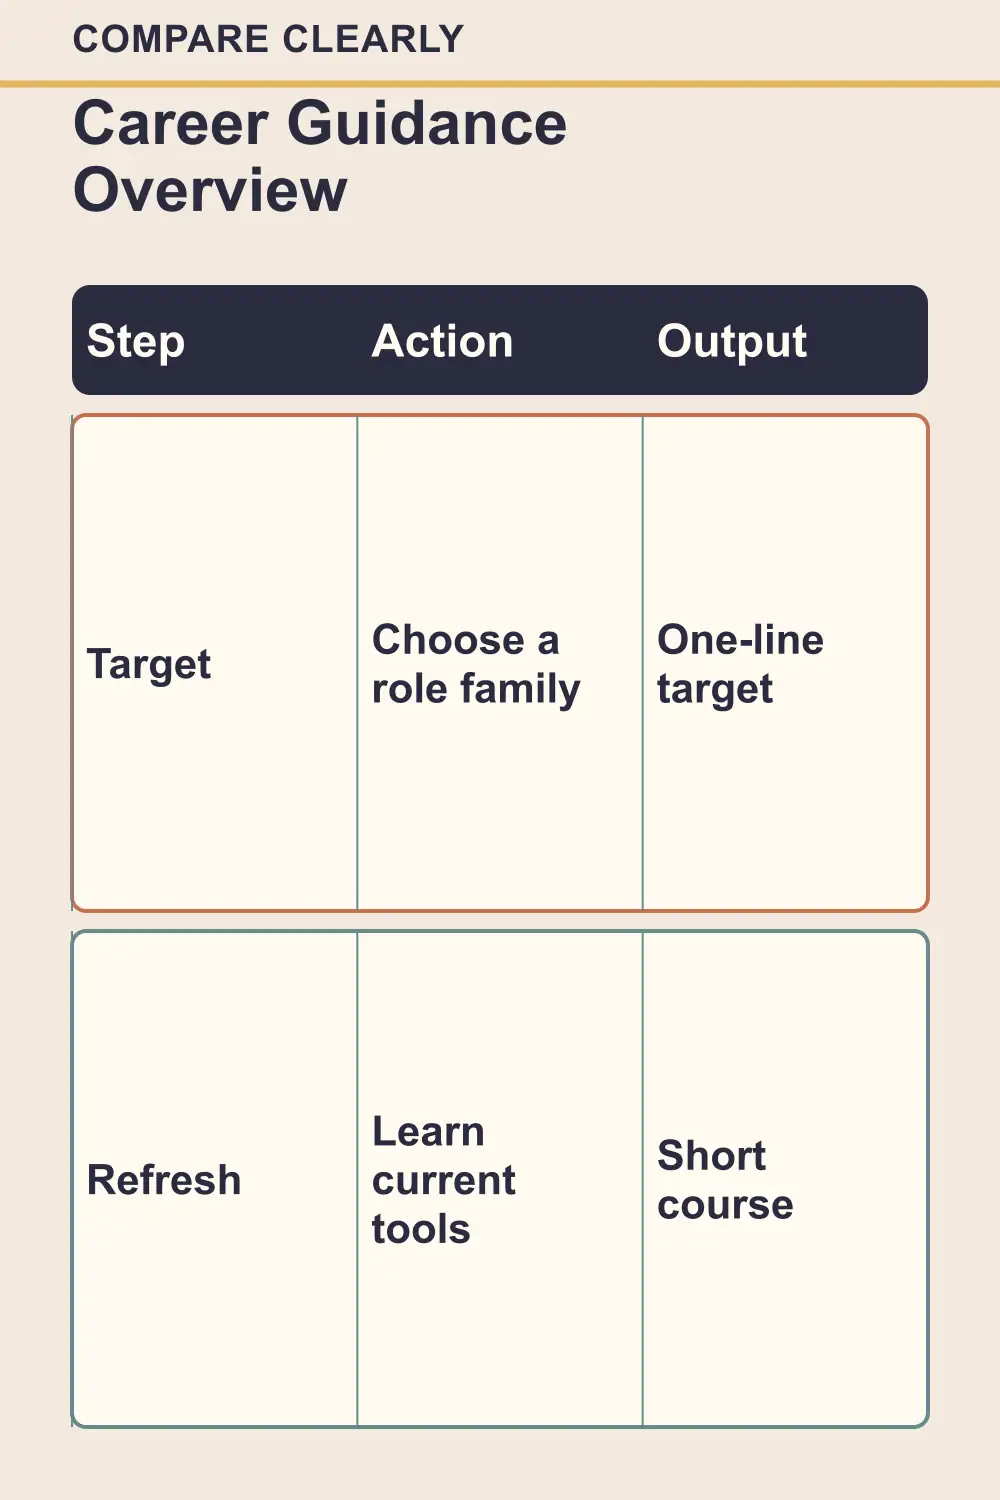 COMPARE CLEARLY
Career Guidance
Overview
Step Action Output
Target
Choose a
role family
One-line
target
Refresh
Learn
current
tools
Short
course